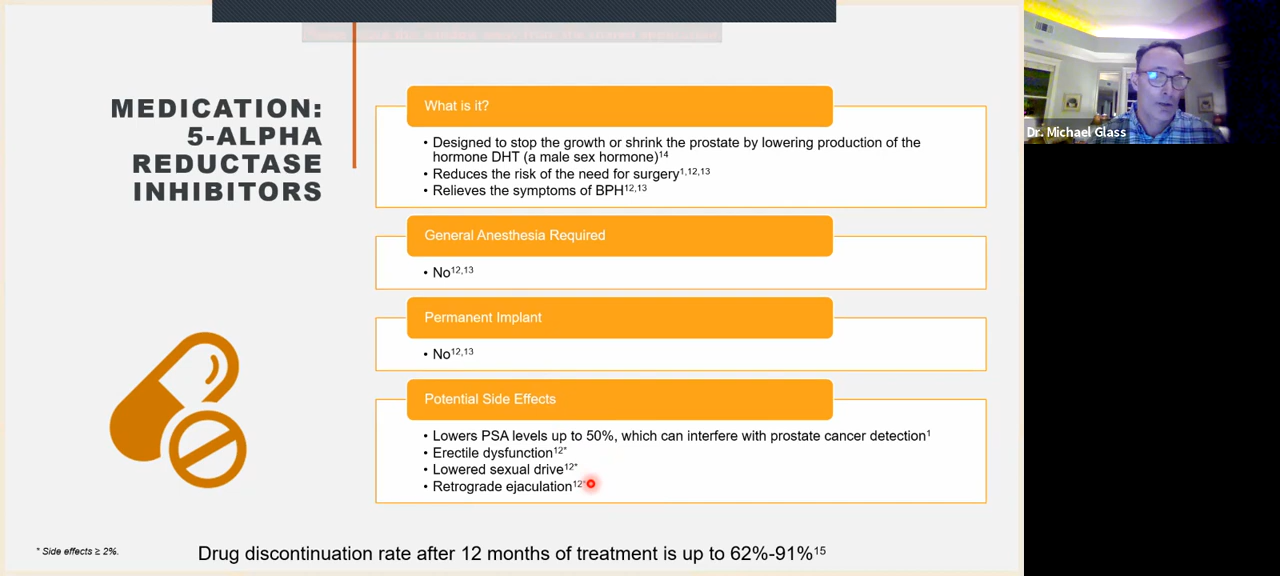 MEDICATION:
5-ALPHA
REDUCTASE
INHIBITORS
What is it?
• Designed to stop the growth or shrink the prostate by lowering production of the
hormone DHT (a male sex hormone)¹⁴
• Reduces the risk of the need for surgery¹,¹²,¹³
• Relieves the symptoms of BPH¹²,¹³
General Anesthesia Required
• No¹²,¹³
Permanent Implant
• No¹²,¹³
Potential Side Effects
• Lowers PSA levels up to 50%, which can interfere with prostate cancer detection¹
• Erectile dysfunction¹²*
• Lowered sexual drive¹²*
• Retrograde ejaculation¹²*
* Side effects ≥ 2%.
Drug discontinuation rate after 12 months of treatment is up to 62%-91%¹⁵
Dr. Michael Glass